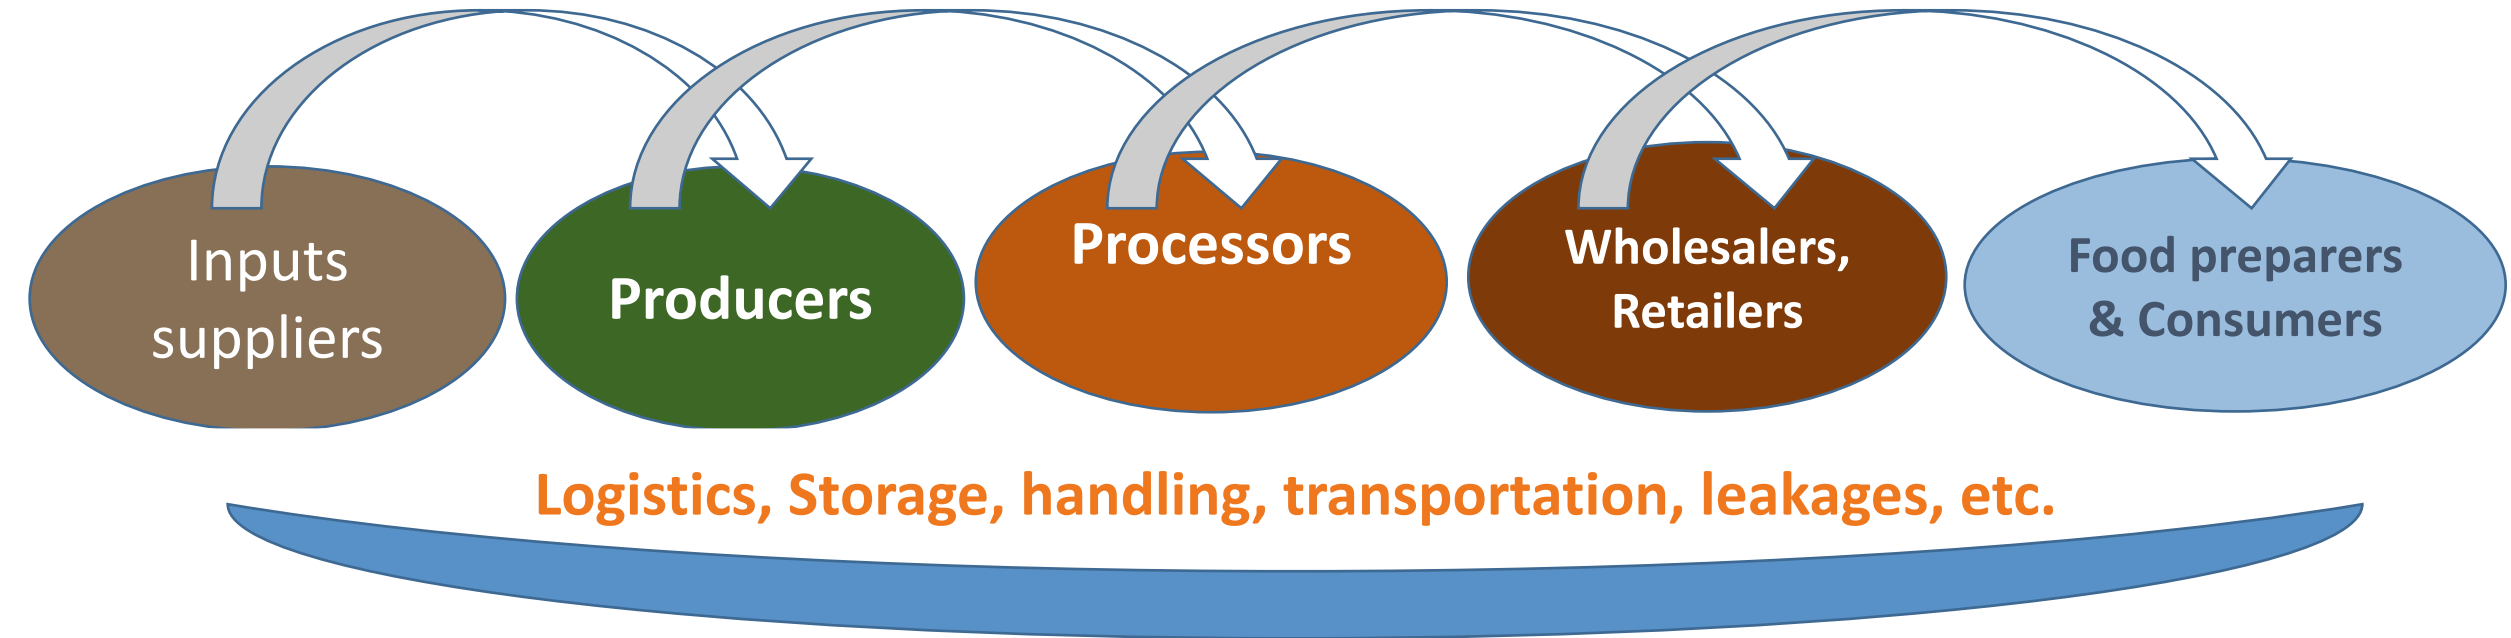 Inputs
suppliers
Producers
Processors
Wholesalers,
Retailers
Food preparers
& Consumers
Logistics, Storage, handling, transportation, leakages, etc.